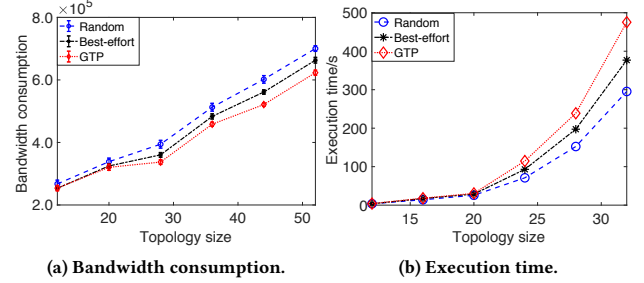 8.0 ×10^5
Random
Best-effort
GTP
6.0
4.0
2.0
Bandwidth consumption
20 30 40 50
Topology size
(a) Bandwidth consumption.
500
Random
Best-effort
GTP
400
300
200
100
0
Execution time/s
15 20 25 30
Topology size
(b) Execution time.